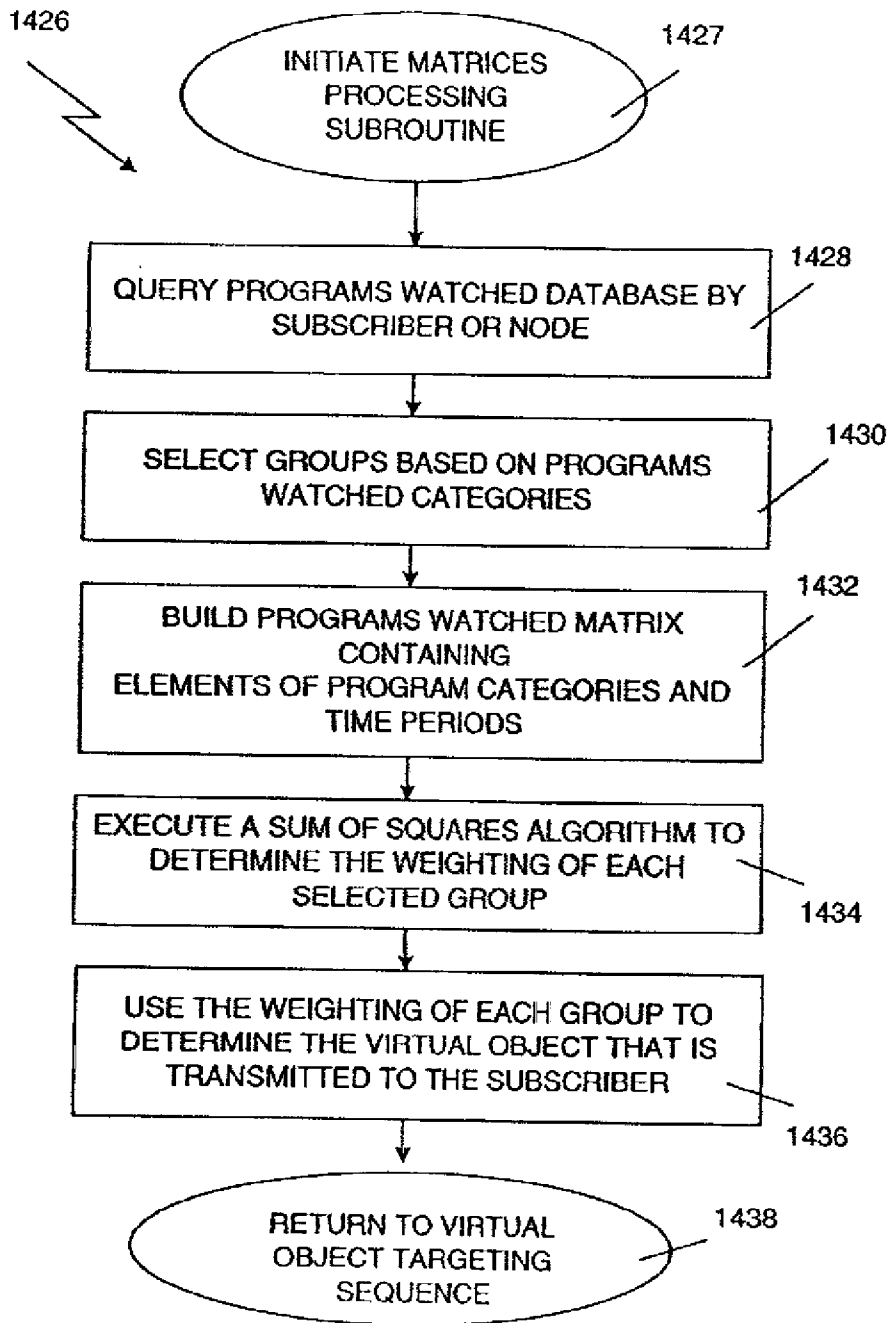 1426
1427
INITIATE MATRICES
PROCESSING
SUBROUTINE
1428
QUERY PROGRAMS WATCHED DATABASE BY
SUBSCRIBER OR NODE
1430
SELECT GROUPS BASED ON PROGRAMS
WATCHED CATEGORIES
1432
BUILD PROGRAMS WATCHED MATRIX
CONTAINING
ELEMENTS OF PROGRAM CATEGORIES AND
TIME PERIODS
EXECUTE A SUM OF SQUARES ALGORITHM TO
DETERMINE THE WEIGHTING OF EACH
SELECTED GROUP
1434
USE THE WEIGHTING OF EACH GROUP TO
DETERMINE THE VIRTUAL OBJECT THAT IS
TRANSMITTED TO THE SUBSCRIBER
1436
1438
RETURN TO VIRTUAL
OBJECT TARGETING
SEQUENCE